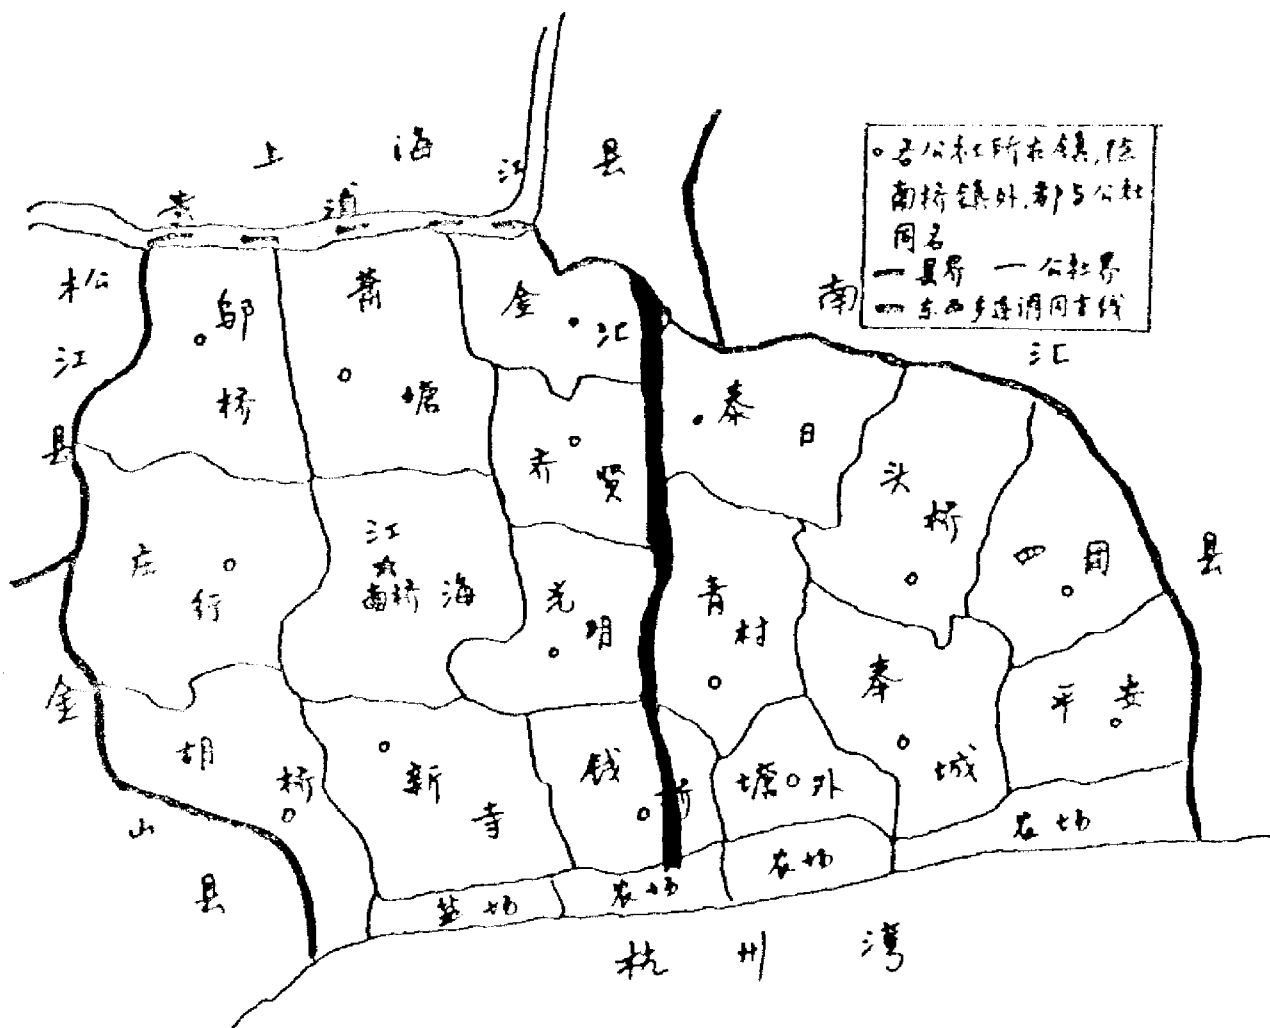 上海县
黄浦江
各公社所在镇,除
南桥镇外,都与公社
同名
县界 公社界
东西乡连调同言线
松江县
邬桥
萧塘
金汇
南汇县
泰日
齐贤
头桥
四团
庄行
江海
南桥
光明
青村
奉城
平安
金山县
胡桥
新寺
钱桥
塘外
农场
农场
农场
盐场
杭州湾